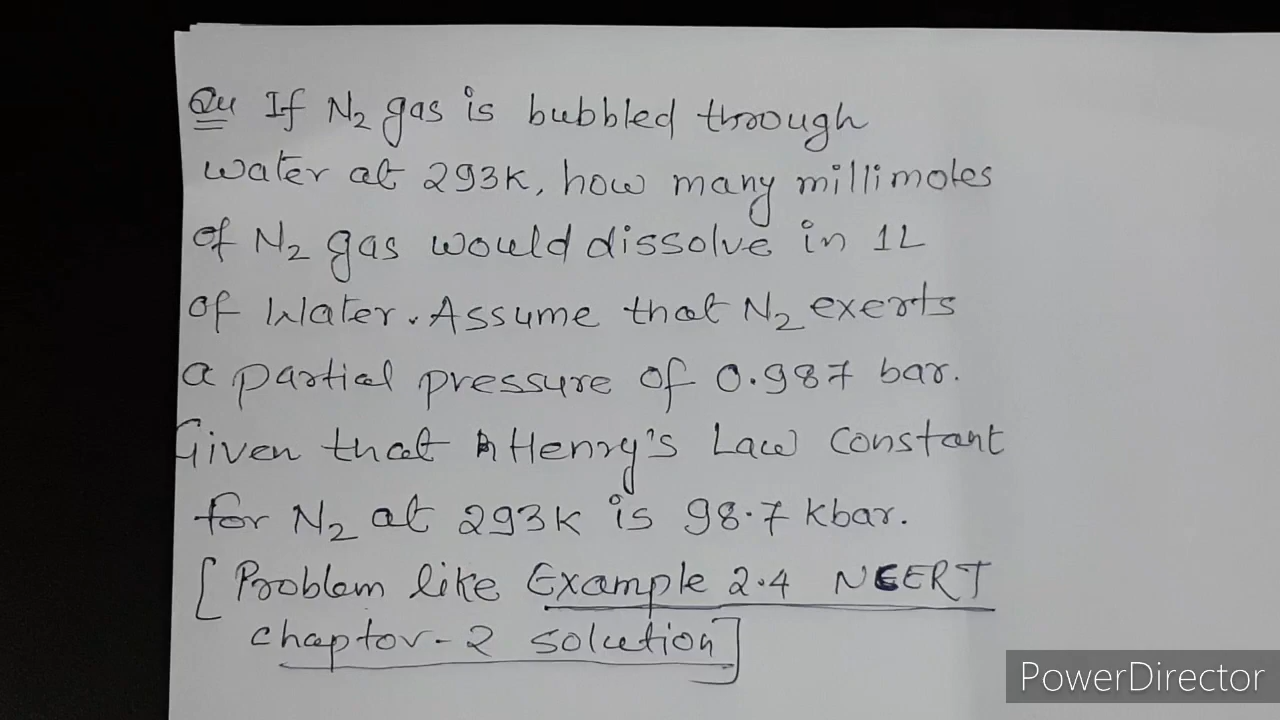 Qu If N2 gas is bubbled through
water at 293K, how many millimoles
of N2 gas would dissolve in 1L
of Water. Assume that N2 exerts
a partial pressure of 0.987 bar.
Given that Henry's Law Constant
for N2 at 293K is 98.7 kbar.
[Problem like Example 2.4 NCERT
chaptor-2 solution]
PowerDirector